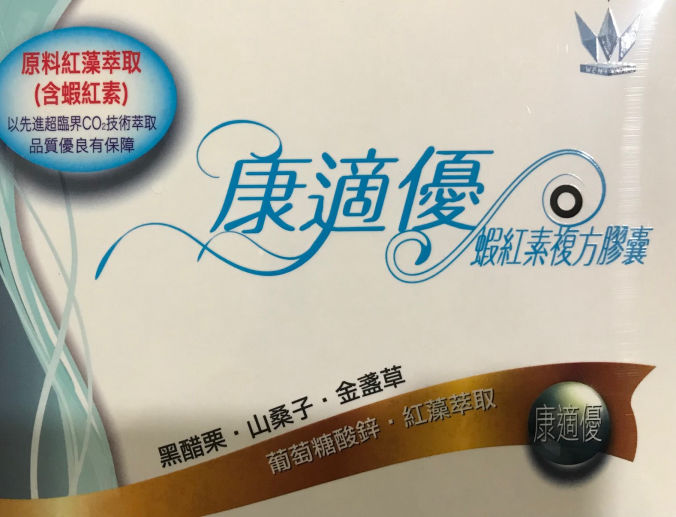 原料紅藻萃取
(含蝦紅素)
以先進超臨界CO₂技術萃取
品質優良有保障
康適優
蝦紅素複方膠囊
黑醋栗·山桑子·金盞草
葡萄糖酸鋅·紅藻萃取
康適優